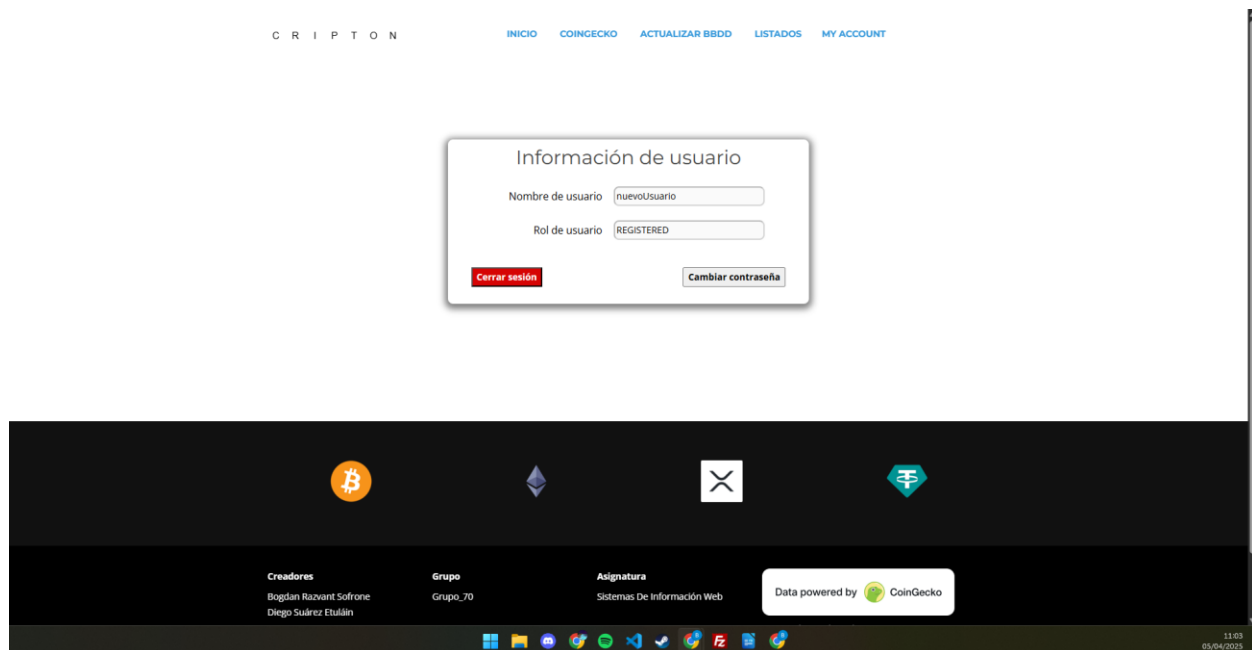 C R I P T O N
INICIO COINGECKO ACTUALIZAR BBDD LISTADOS MY ACCOUNT
Información de usuario
Nombre de usuario nuevoUsuario
Rol de usuario REGISTERED
Cerrar sesión Cambiar contraseña
Creadores
Bogdan Razvant Sofrone
Diego Suárez Etuláin
Grupo
Grupo_70
Asignatura
Sistemas De Información Web
Data powered by CoinGecko
11:03
05/04/2025